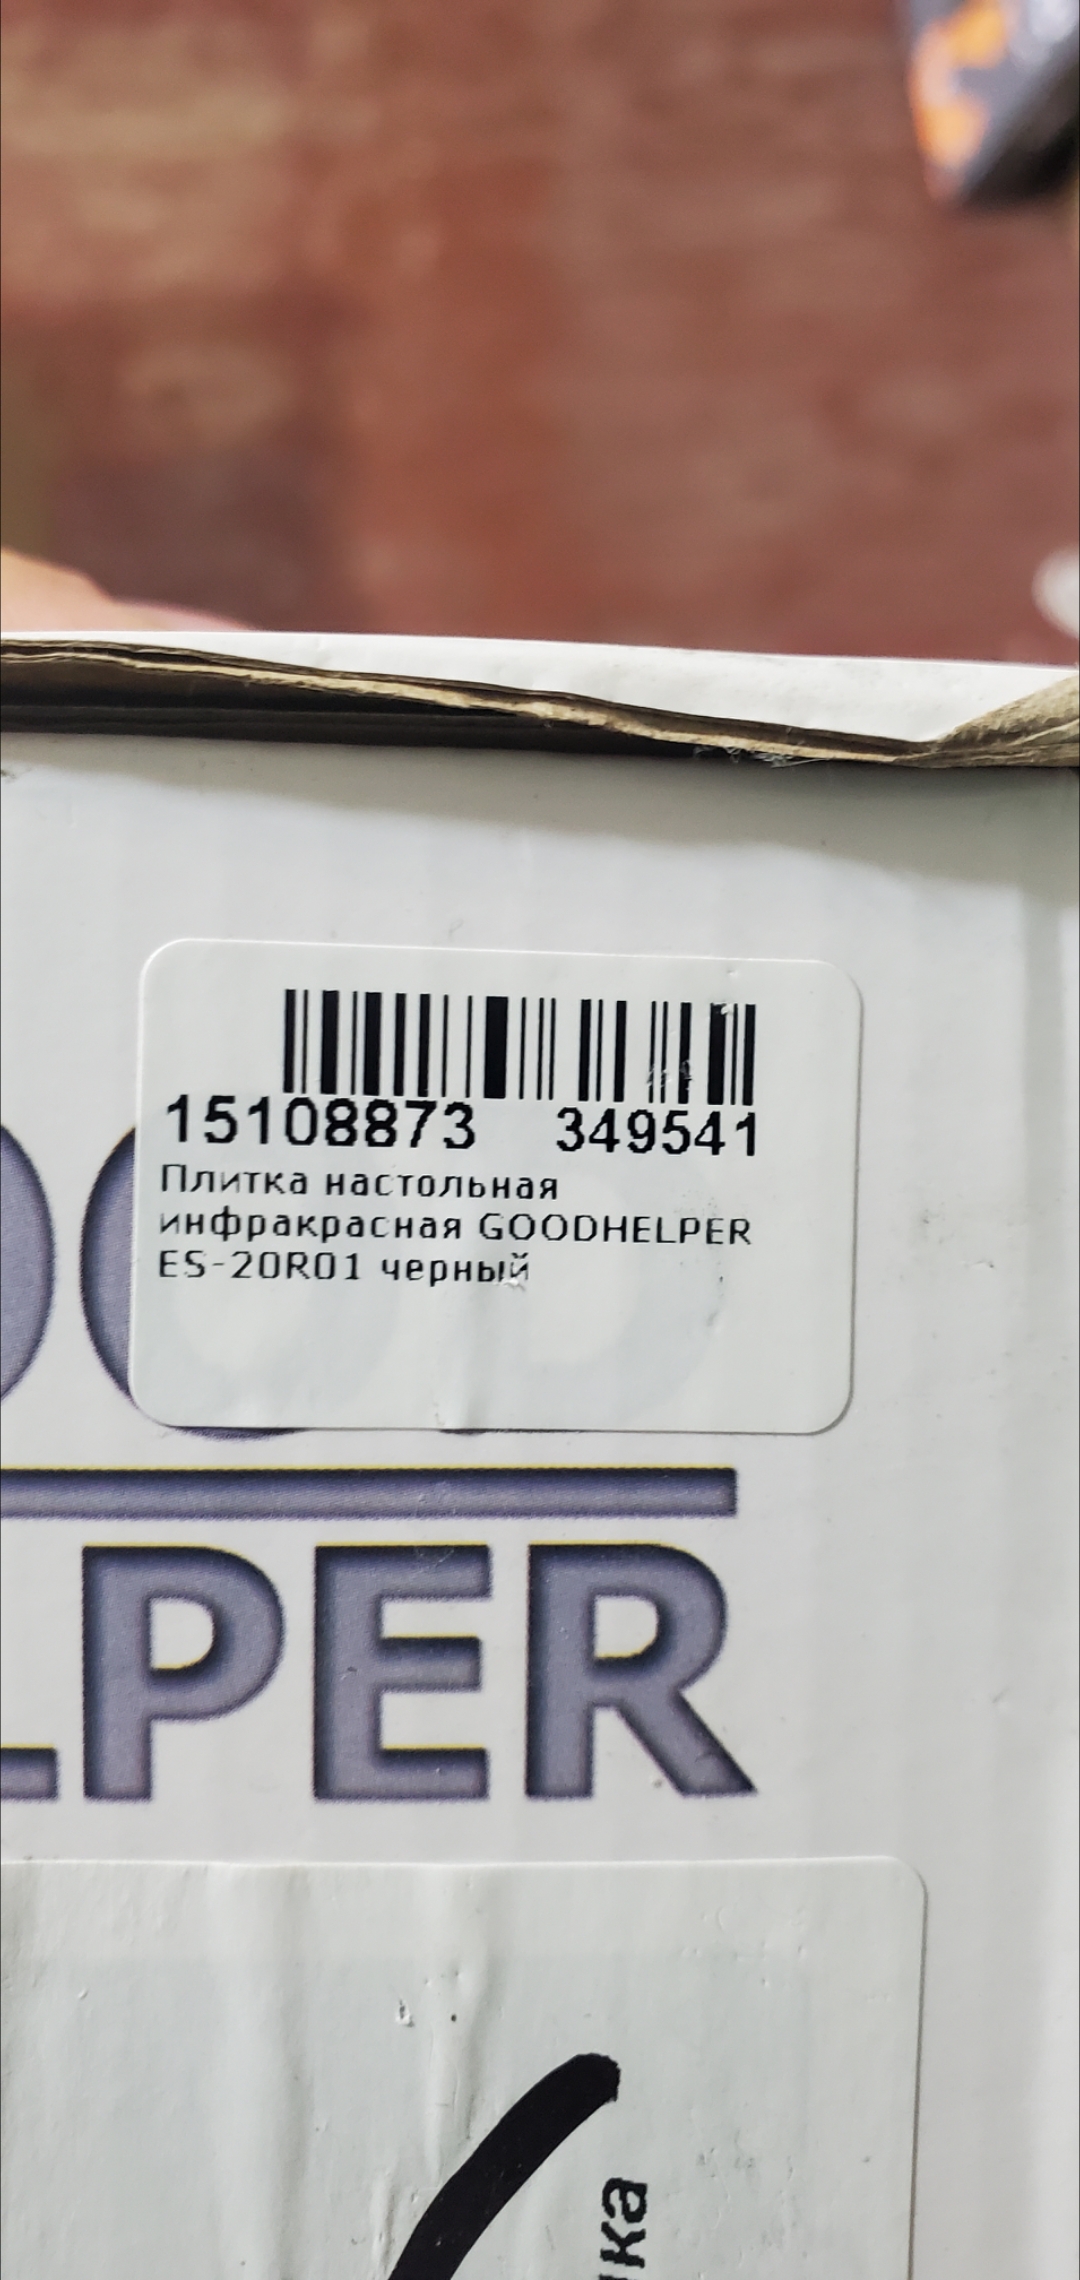 15108873 349541
Плитка настольная
инфракрасная GOODHELPER
ES-20R01 черный
LPER